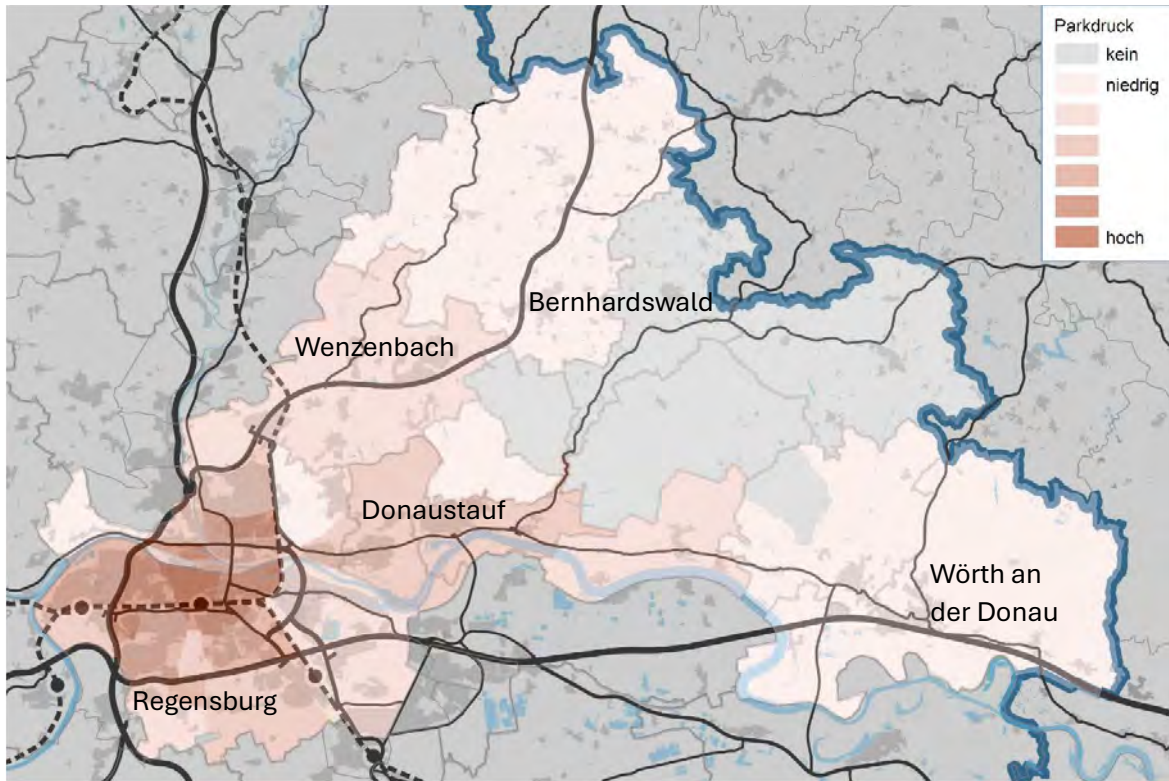 Parkdruck
kein
niedrig
hoch
Bernhardswald
Wenzenbach
Donaustauf
Wörth an
der Donau
Regensburg